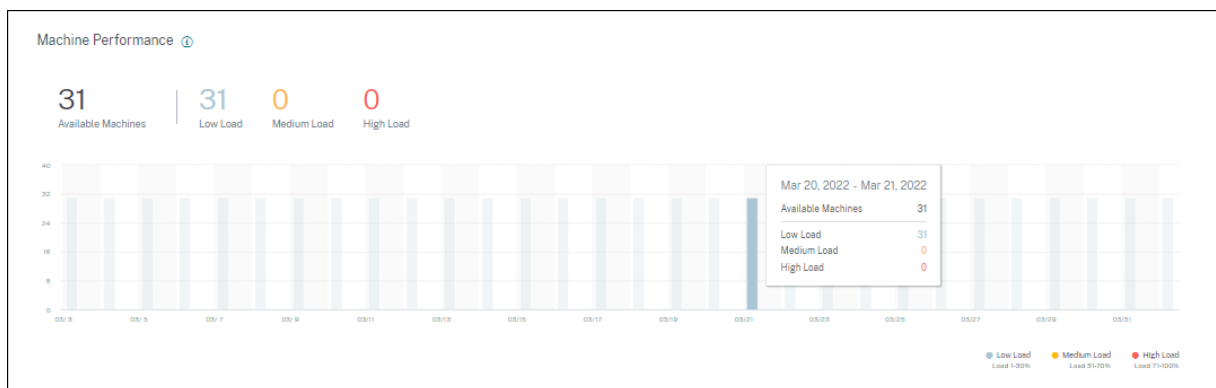 Machine Performance
31 31 0 0
Available Machines Low Load Medium Load High Load
40
32
24
16
8
0
Mar 20, 2022 - Mar 21, 2022
Available Machines 31
Low Load 31
Medium Load 0
High Load 0
03/ 3 03/ 5 03/ 7 03/ 9 03/11 03/13 03/15 03/17 03/19 03/21 03/23 03/25 03/27 03/29 03/31
Low Load Medium Load High Load
Load 1-30% Load 31-70% Load 71-100%